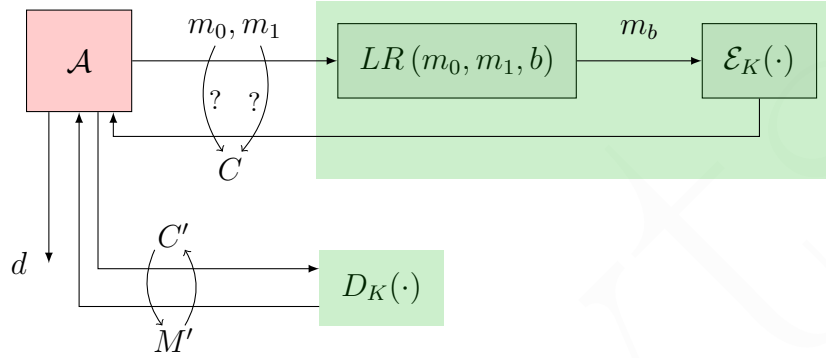 m_0, m_1
m_b
𝒜
LR (m_0, m_1, b)
ℰ_K(·)
? ?
C
C′
d
D_K(·)
M′